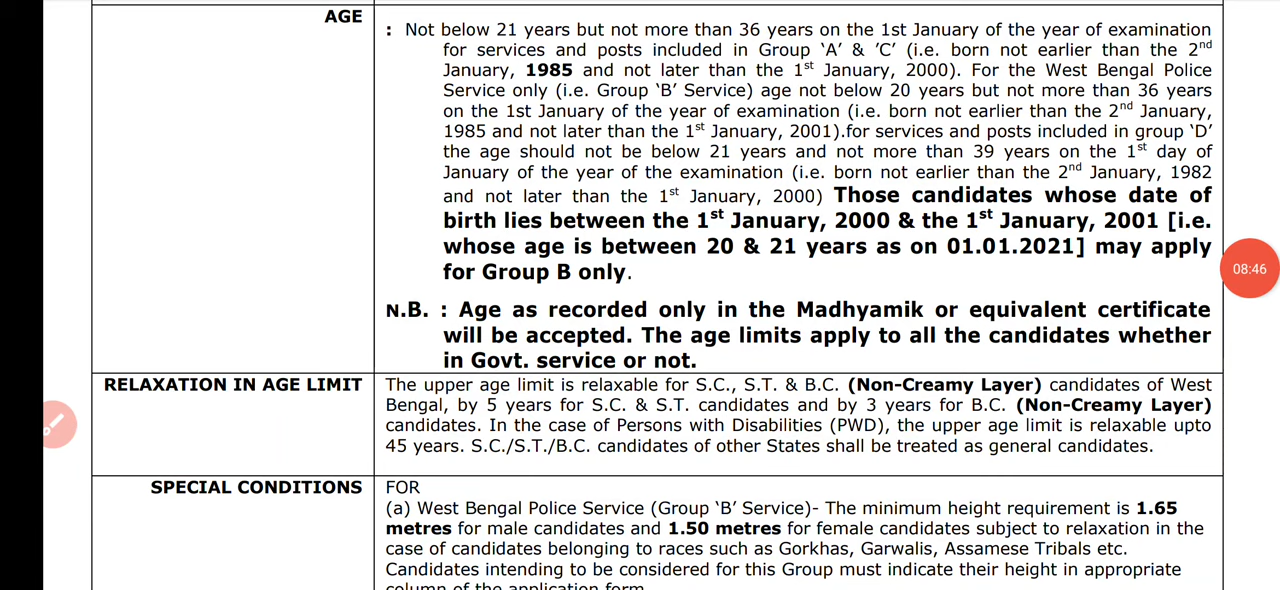 AGE
: Not below 21 years but not more than 36 years on the 1st January of the year of examination
for services and posts included in Group ‘A’ & ’C’ (i.e. born not earlier than the 2nd
January, 1985 and not later than the 1st January, 2000). For the West Bengal Police
Service only (i.e. Group ‘B’ Service) age not below 20 years but not more than 36 years
on the 1st January of the year of examination (i.e. born not earlier than the 2nd January,
1985 and not later than the 1st January, 2001).for services and posts included in group ‘D’
the age should not be below 21 years and not more than 39 years on the 1st day of
January of the year of the examination (i.e. born not earlier than the 2nd January, 1982
and not later than the 1st January, 2000) Those candidates whose date of
birth lies between the 1st January, 2000 & the 1st January, 2001 [i.e.
whose age is between 20 & 21 years as on 01.01.2021] may apply
for Group B only.
N.B. : Age as recorded only in the Madhyamik or equivalent certificate
will be accepted. The age limits apply to all the candidates whether
in Govt. service or not.
RELAXATION IN AGE LIMIT
The upper age limit is relaxable for S.C., S.T. & B.C. (Non-Creamy Layer) candidates of West
Bengal, by 5 years for S.C. & S.T. candidates and by 3 years for B.C. (Non-Creamy Layer)
candidates. In the case of Persons with Disabilities (PWD), the upper age limit is relaxable upto
45 years. S.C./S.T./B.C. candidates of other States shall be treated as general candidates.
SPECIAL CONDITIONS
FOR
(a) West Bengal Police Service (Group ‘B’ Service)- The minimum height requirement is 1.65
metres for male candidates and 1.50 metres for female candidates subject to relaxation in the
case of candidates belonging to races such as Gorkhas, Garwalis, Assamese Tribals etc.
Candidates intending to be considered for this Group must indicate their height in appropriate
column of the application form
08:46